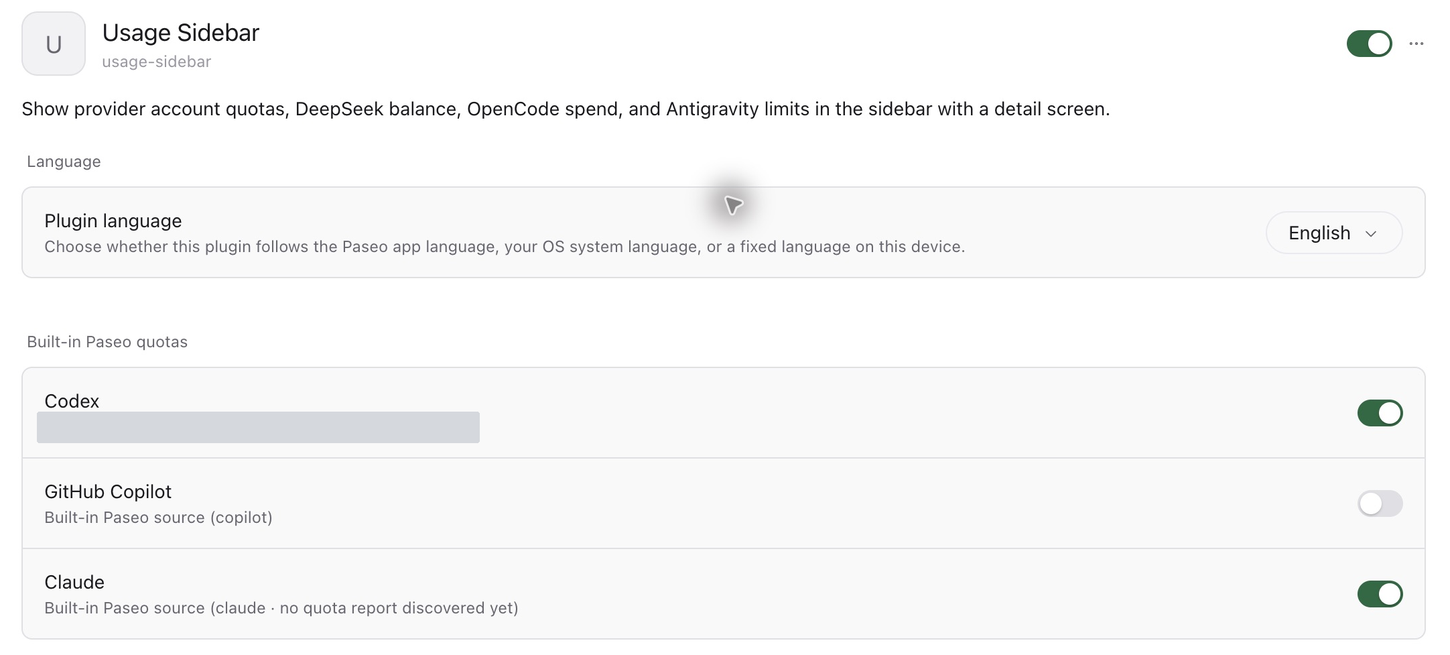 U
Usage Sidebar
usage-sidebar
Show provider account quotas, DeepSeek balance, OpenCode spend, and Antigravity limits in the sidebar with a detail screen.
Language
Plugin language
Choose whether this plugin follows the Paseo app language, your OS system language, or a fixed language on this device.
English
Built-in Paseo quotas
Codex
GitHub Copilot
Built-in Paseo source (copilot)
Claude
Built-in Paseo source (claude · no quota report discovered yet)